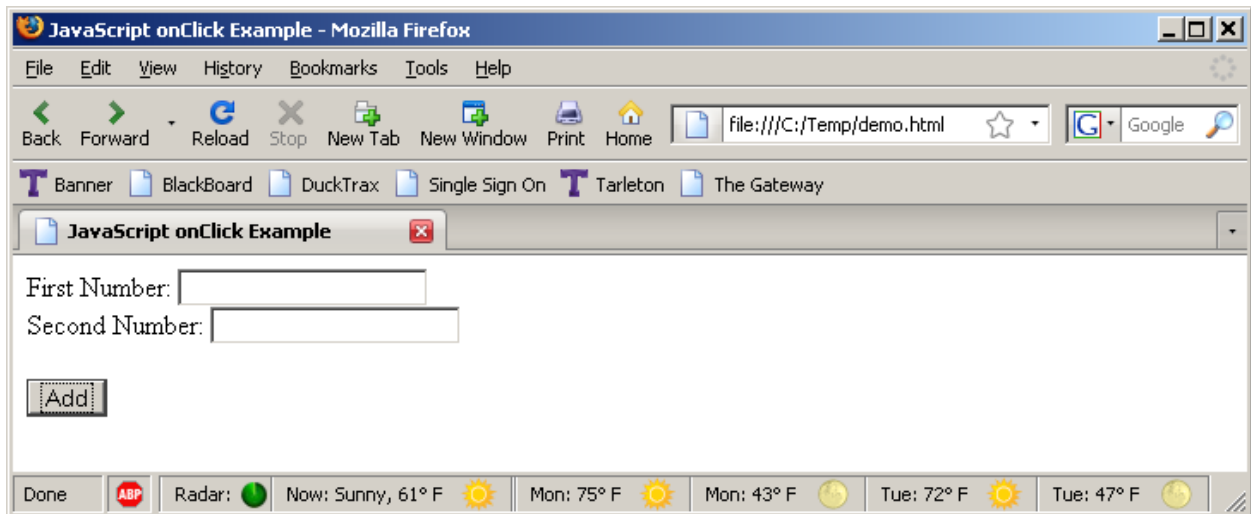 JavaScript onClick Example - Mozilla Firefox
File Edit View History Bookmarks Tools Help
Back Forward Reload Stop New Tab New Window Print Home file:///C:/Temp/demo.html G Google
T Banner BlackBoard DuckTrax Single Sign On T Tarleton The Gateway
JavaScript onClick Example
First Number:
Second Number:
Add
Done ABP Radar: Now: Sunny, 61° F Mon: 75° F Mon: 43° F Tue: 72° F Tue: 47° F